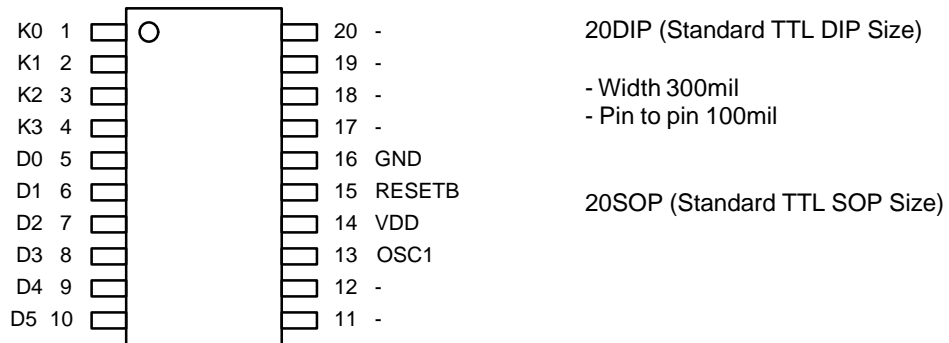 K0 1
K1 2
K2 3
K3 4
D0 5
D1 6
D2 7
D3 8
D4 9
D5 10
20 -
19 -
18 -
17 -
16 GND
15 RESETB
14 VDD
13 OSC1
12 -
11 -
20DIP (Standard TTL DIP Size)
- Width 300mil
- Pin to pin 100mil
20SOP (Standard TTL SOP Size)